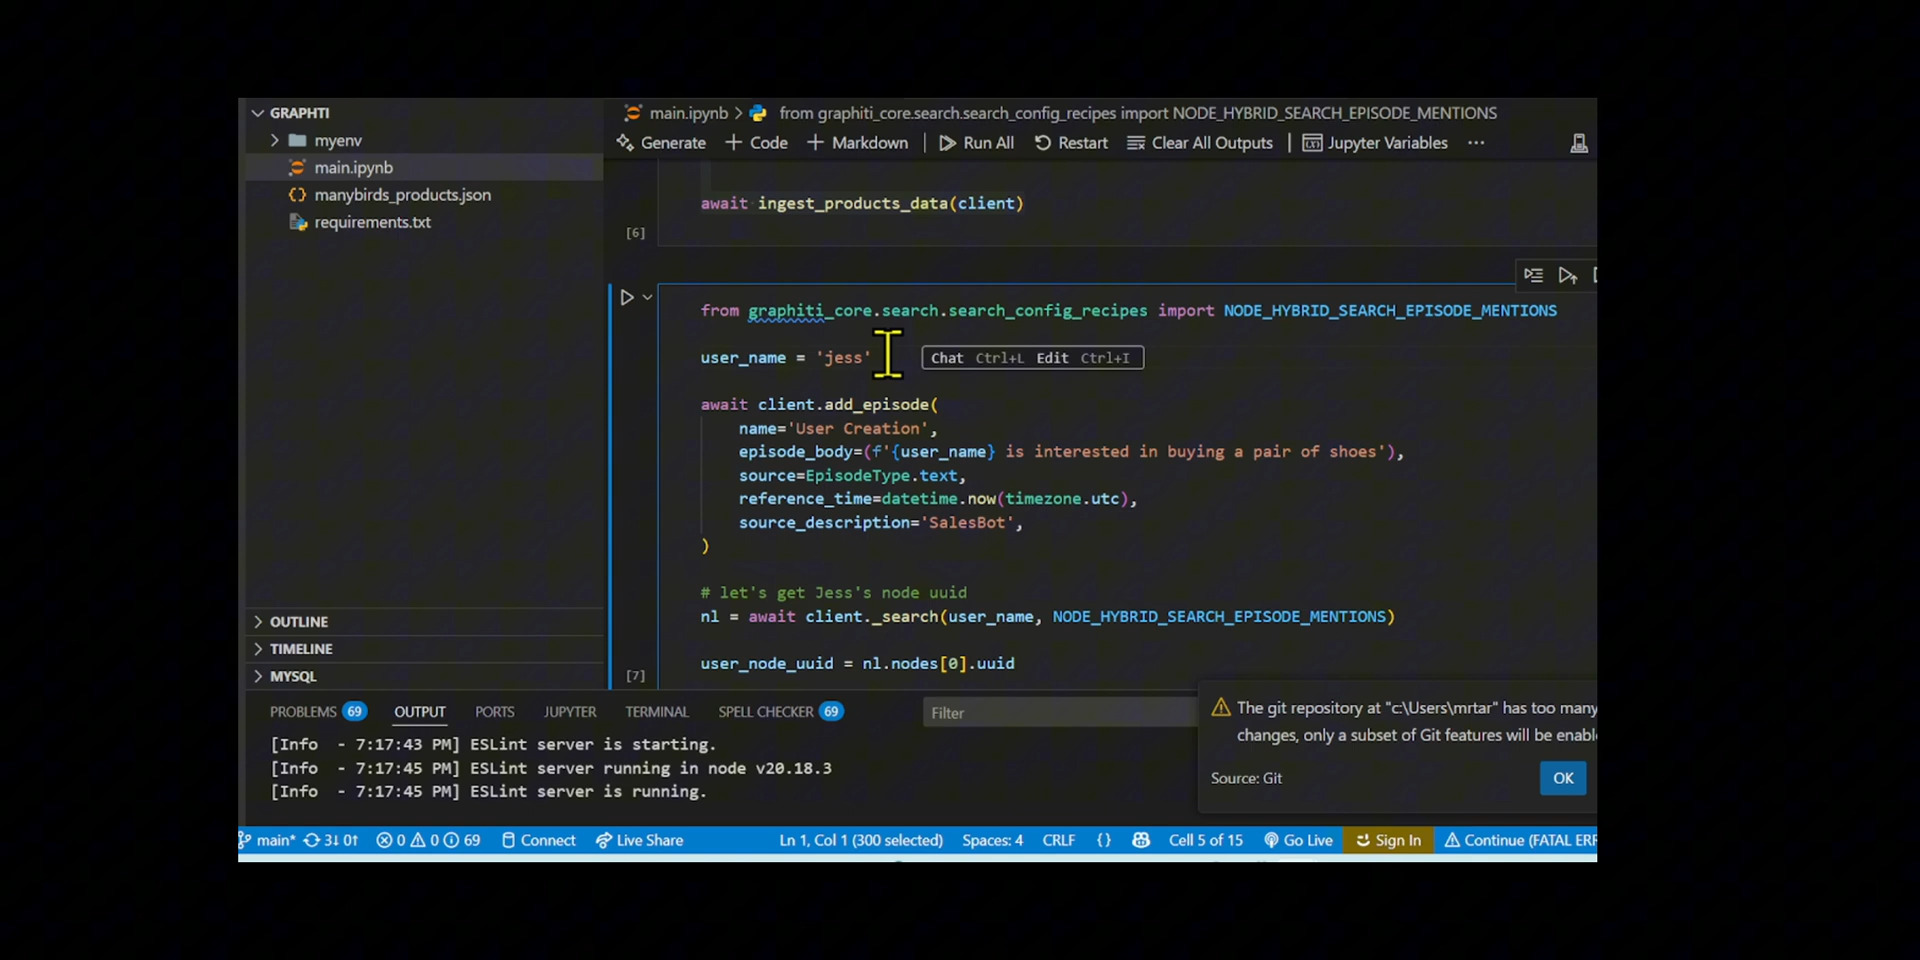 GRAPHTI
myenv
main.ipynb
manybirds_products.json
requirements.txt
OUTLINE
TIMELINE
MYSQL
main.ipynb > from graphiti_core.search.search_config_recipes import NODE_HYBRID_SEARCH_EPISODE_MENTIONS
Generate + Code + Markdown Run All Restart Clear All Outputs Jupyter Variables ...
await ingest_products_data(client)
[6]
from graphiti_core.search.search_config_recipes import NODE_HYBRID_SEARCH_EPISODE_MENTIONS
user_name = 'jess'
Chat Ctrl+L Edit Ctrl+I
await client.add_episode(
name='User Creation',
episode_body=(f'{user_name} is interested in buying a pair of shoes'),
source=EpisodeType.text,
reference_time=datetime.now(timezone.utc),
source_description='SalesBot',
)
# let's get Jess's node uuid
nl = await client._search(user_name, NODE_HYBRID_SEARCH_EPISODE_MENTIONS)
user_node_uuid = nl.nodes[0].uuid
[7]
PROBLEMS 69 OUTPUT PORTS JUPYTER TERMINAL SPELL CHECKER 69 Filter
[Info - 7:17:43 PM] ESLint server is starting.
[Info - 7:17:45 PM] ESLint server running in node v20.18.3
[Info - 7:17:45 PM] ESLint server is running.
The git repository at "c:\Users\mrtar" has too many
changes, only a subset of Git features will be enabl
Source: Git
OK
main* 3↓ 0↑ 0 0 69 Connect Live Share Ln 1, Col 1 (300 selected) Spaces: 4 CRLF {} Cell 5 of 15 Go Live Sign In Continue (FATAL ERR